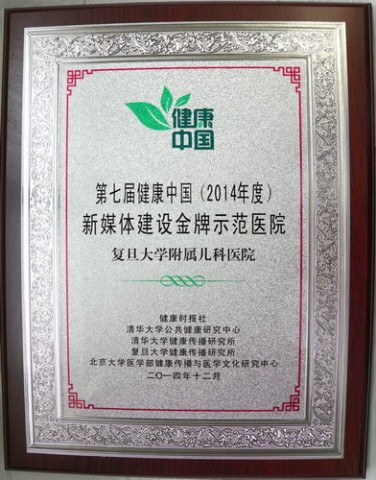 健康
中国
第七届健康中国（2014年度）
新媒体建设金牌示范医院
复旦大学附属儿科医院
健康时报社
清华大学公共健康研究中心
清华大学健康传播研究所
复旦大学健康传播研究所
北京大学医学部健康传播与医学文化研究中心
二〇一四年十二月